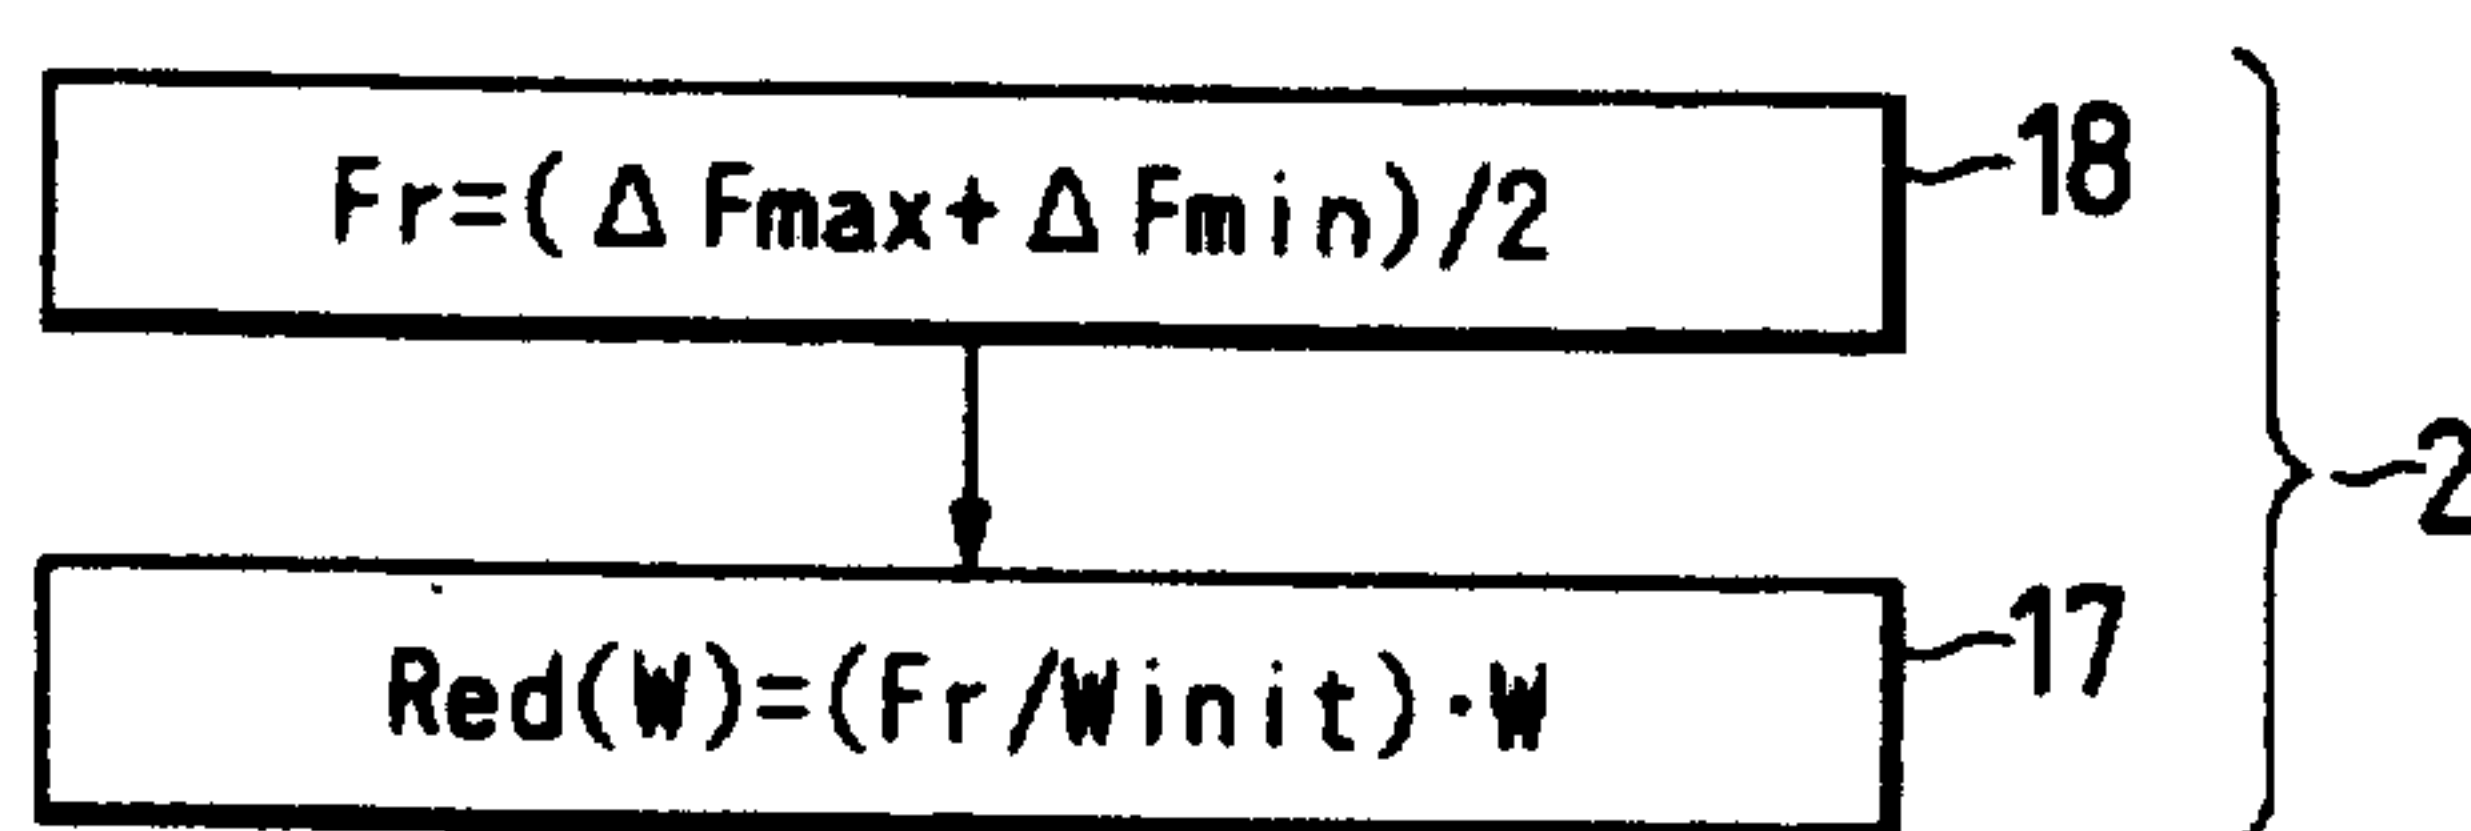 Fr=(ΔFmax+ΔFmin)/2
18
2
Red(W)=(Fr/Winit)·W
17